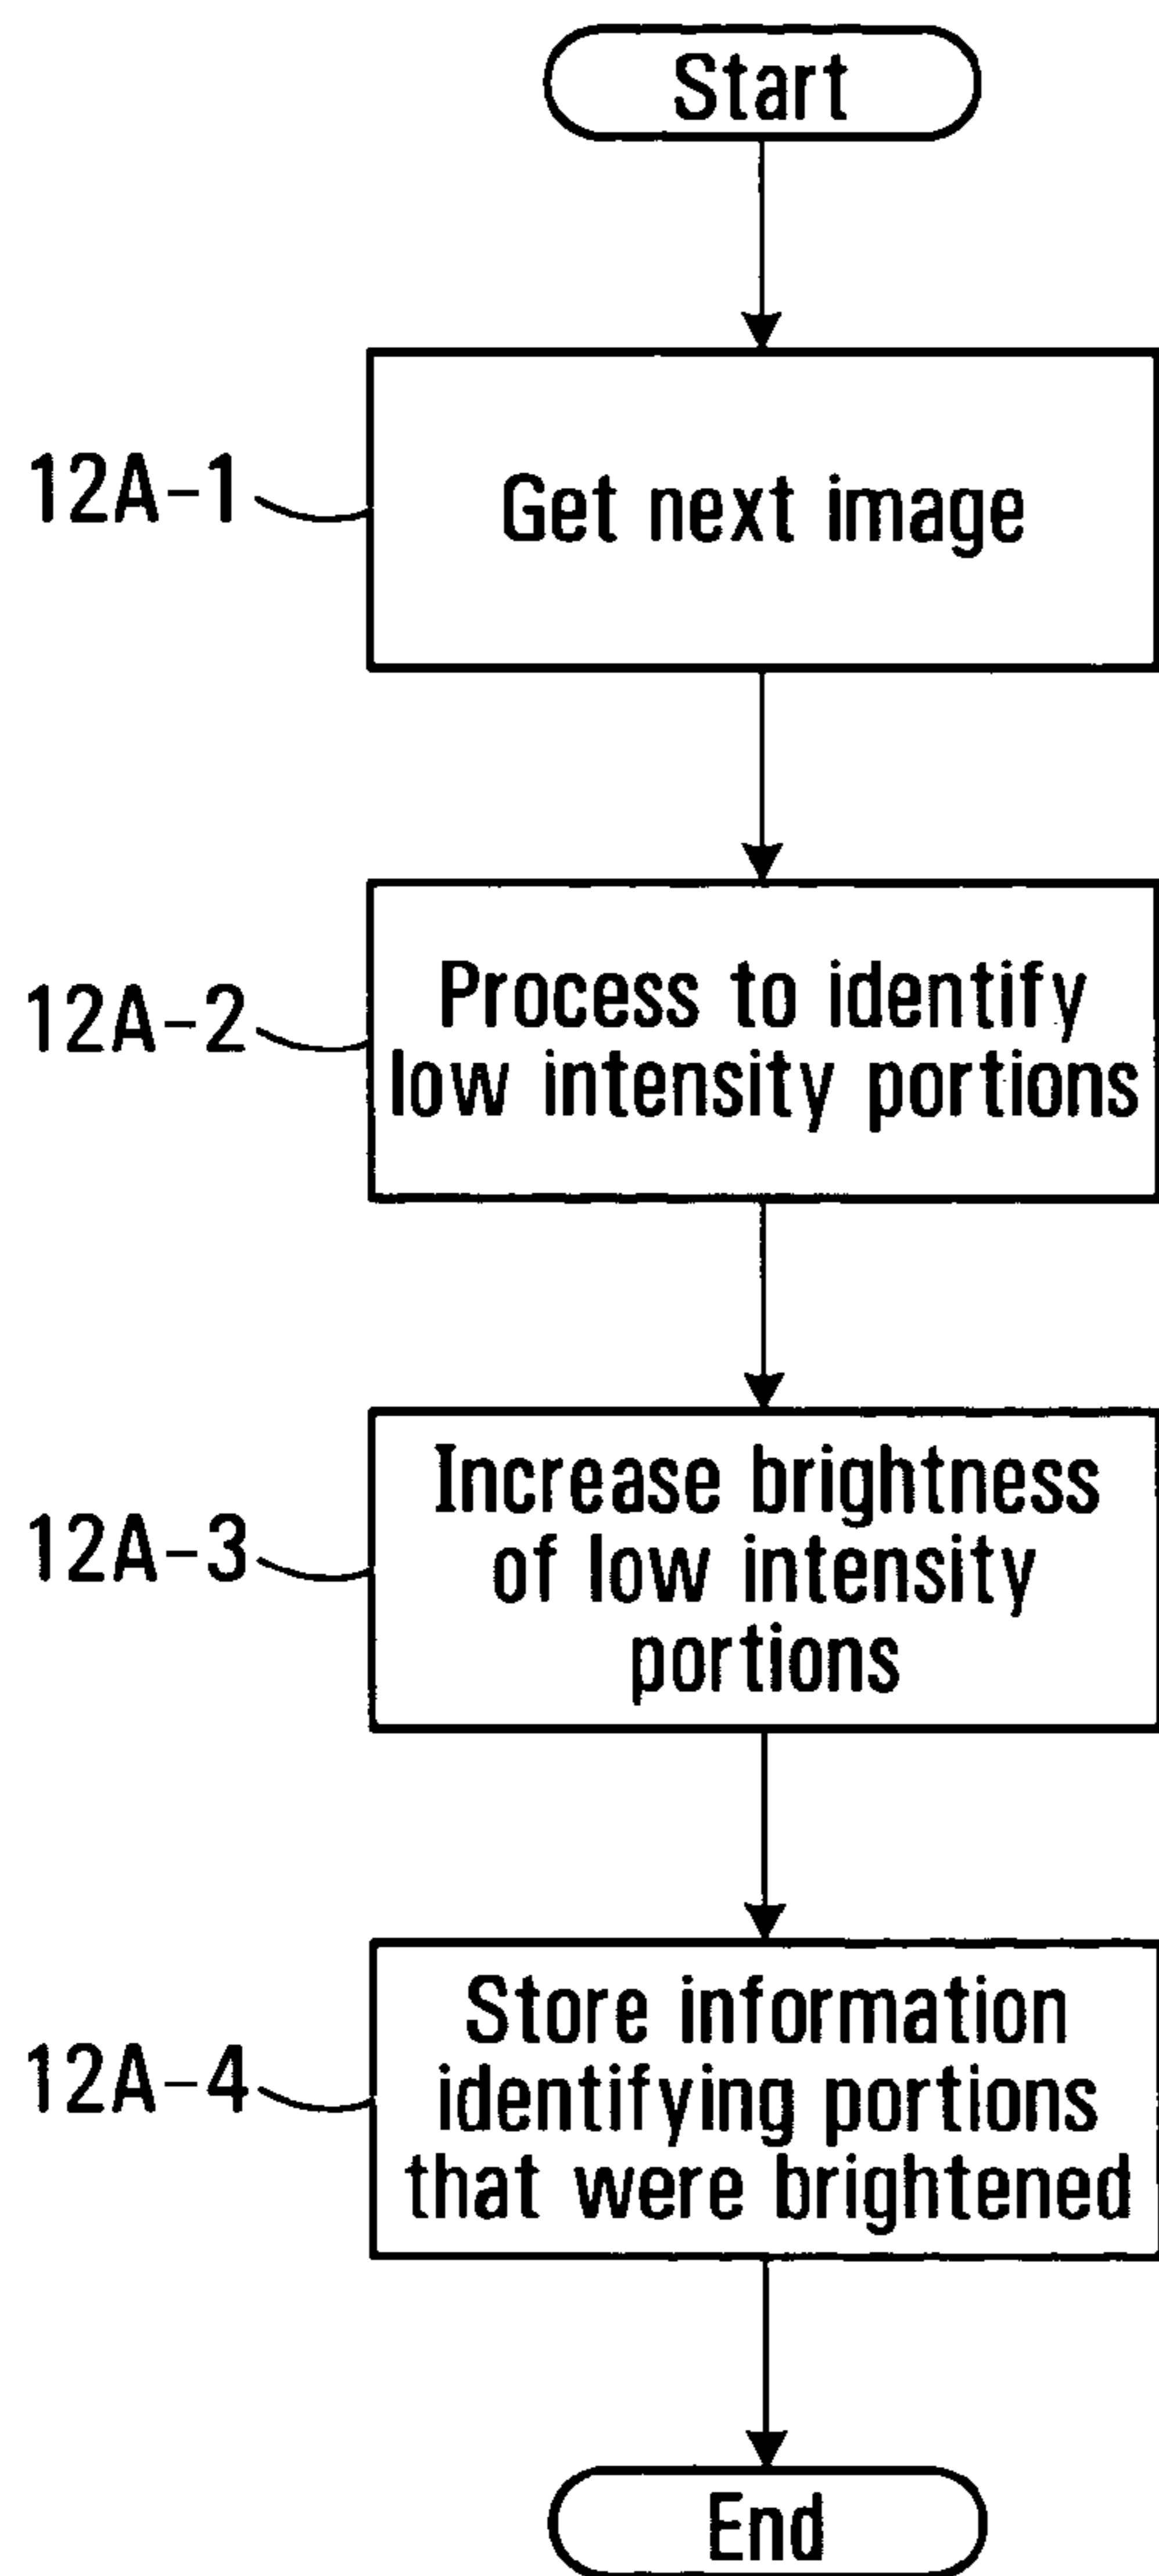 Start
12A-1
Get next image
12A-2
Process to identify
low intensity portions
12A-3
Increase brightness
of low intensity
portions
12A-4
Store information
identifying portions
that were brightened
End